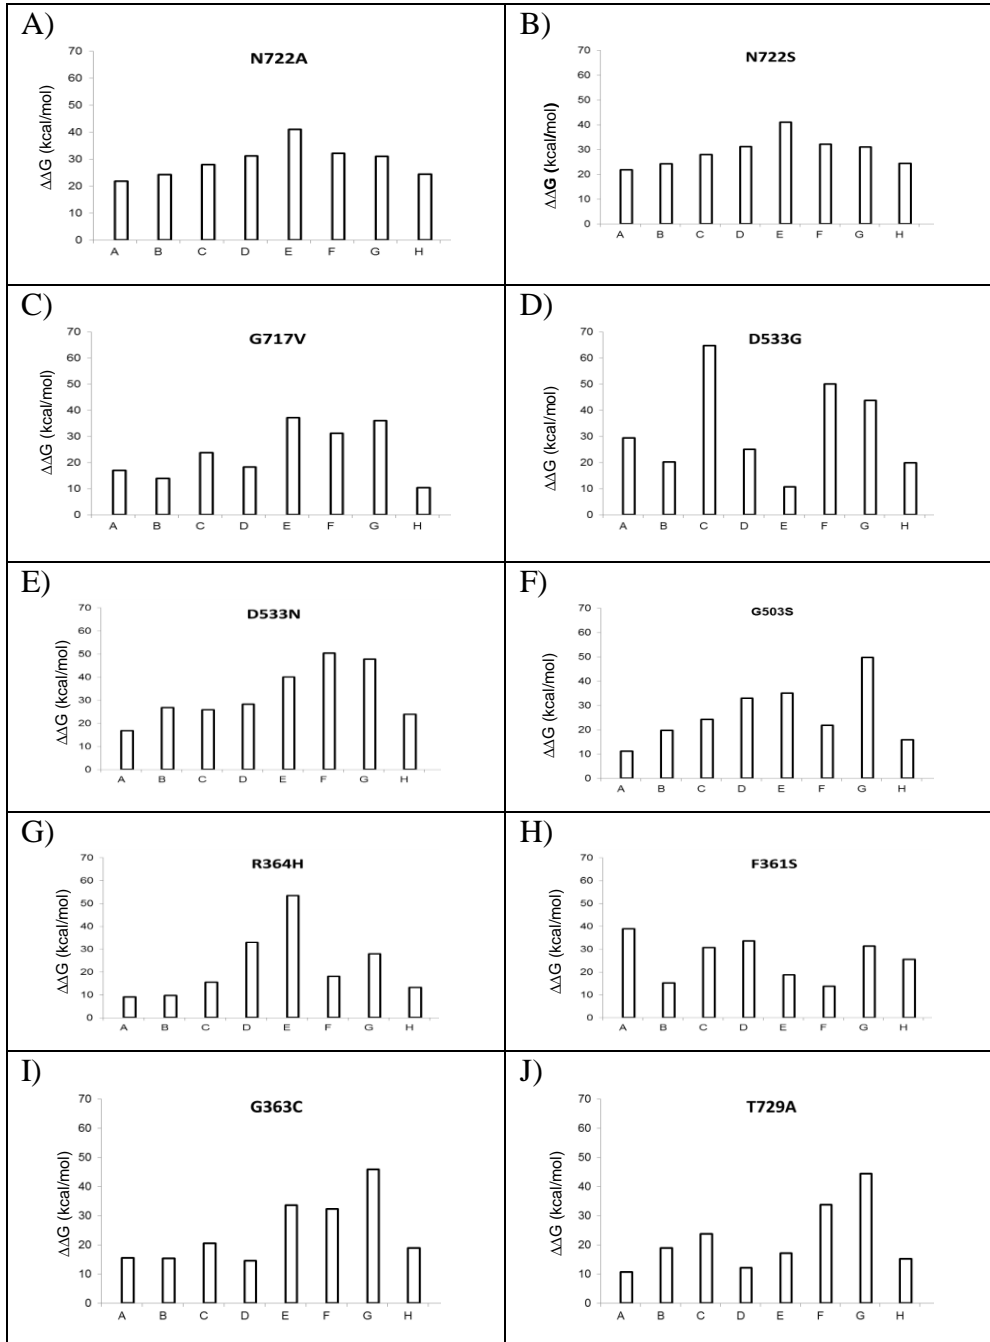 A)
N722A
ΔΔG (kcal/mol)
70
60
50
40
30
20
10
0
A B C D E F G H
B)
N722S
ΔΔG (kcal/mol)
70
60
50
40
30
20
10
0
A B C D E F G H
C)
G717V
ΔΔG (kcal/mol)
70
60
50
40
30
20
10
0
A B C D E F G H
D)
D533G
ΔΔG (kcal/mol)
70
60
50
40
30
20
10
0
A B C D E F G H
E)
D533N
ΔΔG (kcal/mol)
70
60
50
40
30
20
10
0
A B C D E F G H
F)
G503S
ΔΔG (kcal/mol)
70
60
50
40
30
20
10
0
A B C D E F G H
G)
R364H
ΔΔG (kcal/mol)
70
60
50
40
30
20
10
0
A B C D E F G H
H)
F361S
ΔΔG (kcal/mol)
70
60
50
40
30
20
10
0
A B C D E F G H
I)
G363C
ΔΔG (kcal/mol)
70
60
50
40
30
20
10
0
A B C D E F G H
J)
T729A
ΔΔG (kcal/mol)
70
60
50
40
30
20
10
0
A B C D E F G H